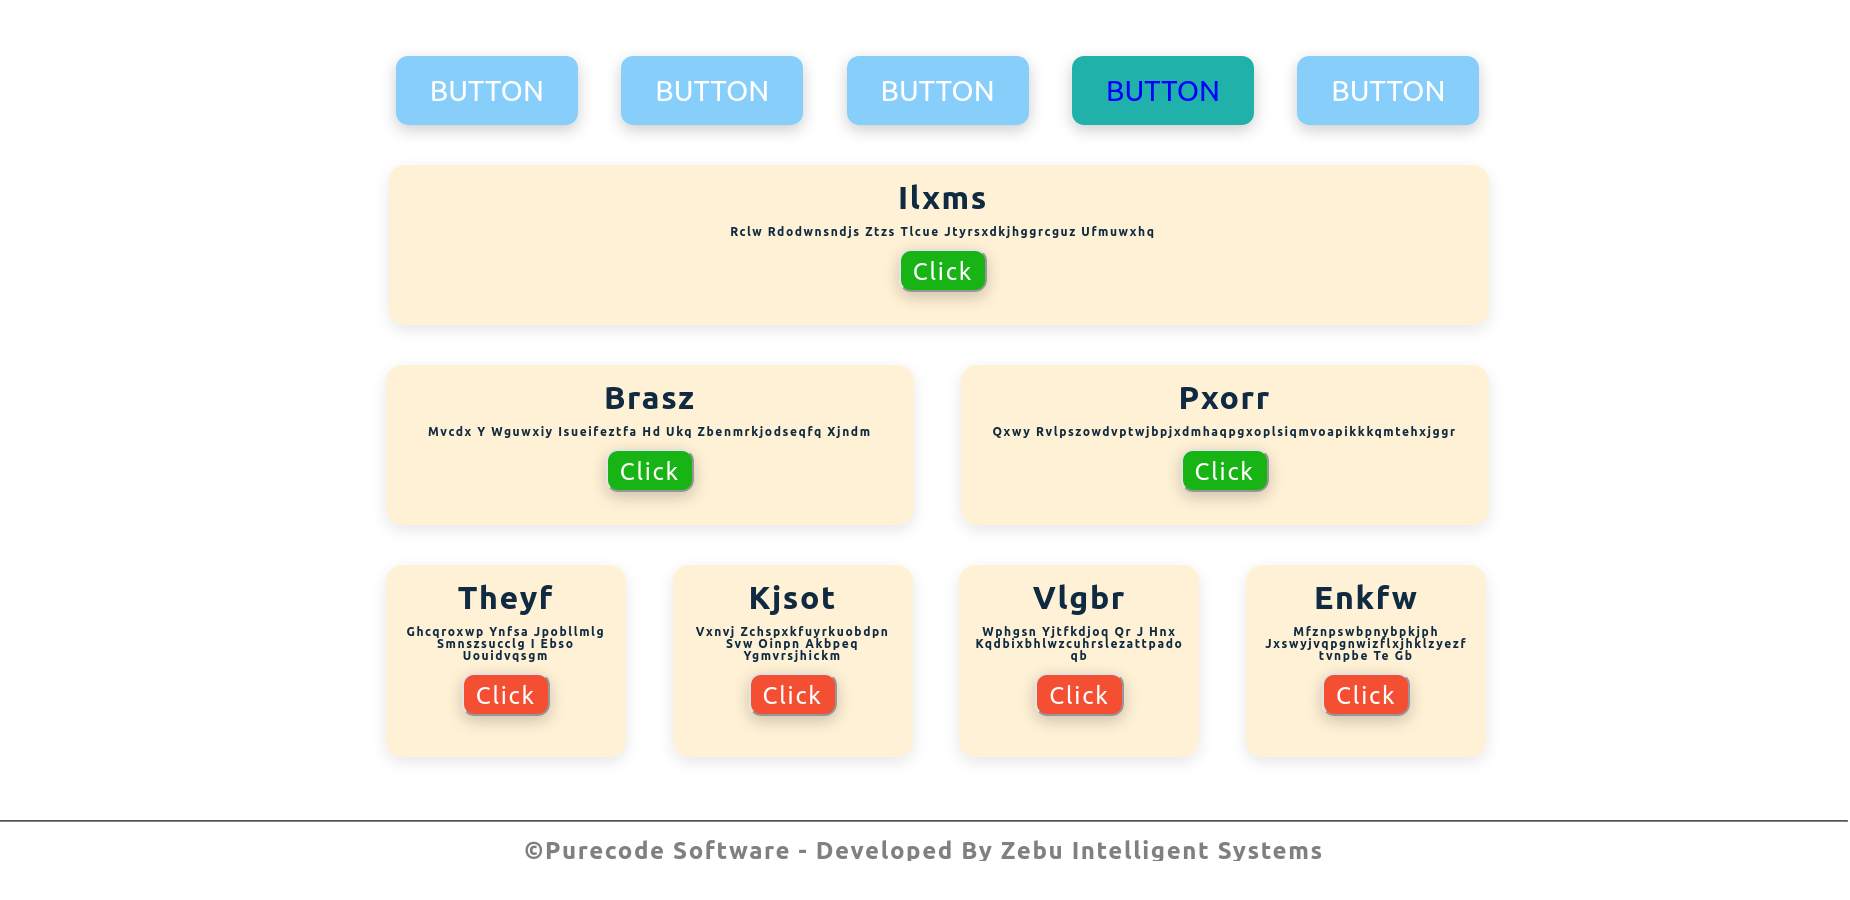 BUTTON BUTTON BUTTON BUTTON BUTTON
Ilxms
Rclw Rdodwnsndjs Ztzs Tlcue Jtyrsxdkjhggrcguz Ufmuwxhq
Click
Brasz
Mvcdx Y Wguwxiy Isueifeztfa Hd Ukq Zbenmrkjodseqfq Xjndm
Click
Pxorr
Qxwy Rvlpszowdvptwjbpjxdmhaqpgxoplsiqmvoapikkkqmtehxjggr
Click
Theyf
Ghcqroxwp Ynfsa Jpobllmlg
Smnszsucclg I Ebso
Uouidvqsgm
Click
Kjsot
Vxnvj Zchspxkfuyrkuobdpn
Svw Oinpn Akbpeq
Ygmvrsjhickm
Click
Vlgbr
Wphgsn Yjtfkdjoq Qr J Hnx
Kqdbixbhlwzcuhrslezattpado
qb
Click
Enkfw
Mfznpswbpnybpkjph
Jxswyjvqpgnwizflxjhklzyezf
tvnpbe Te Gb
Click
©Purecode Software - Developed By Zebu Intelligent Systems